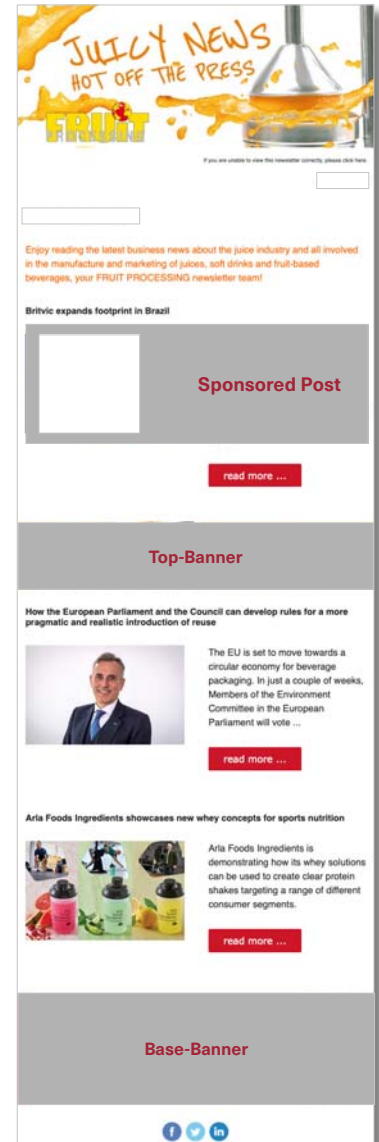 JUICY NEWS
HOT OFF THE PRESS
FRUIT
If you are unable to view this newsletter correctly, please click here.
Enjoy reading the latest business news about the juice industry and all involved
in the manufacture and marketing of juices, soft drinks and fruit-based
beverages, your FRUIT PROCESSING newsletter team!
Britvic expands footprint in Brazil
Sponsored Post
read more ...
Top-Banner
How the European Parliament and the Council can develop rules for a more
pragmatic and realistic introduction of reuse
The EU is set to move towards a
circular economy for beverage
packaging. In just a couple of weeks,
Members of the Environment
Committee in the European
Parliament will vote ...
read more ...
Arla Foods Ingredients showcases new whey concepts for sports nutrition
Arla Foods Ingredients is
demonstrating how its whey solutions
can be used to create clear protein
shakes targeting a range of different
consumer segments.
read more ...
Base-Banner